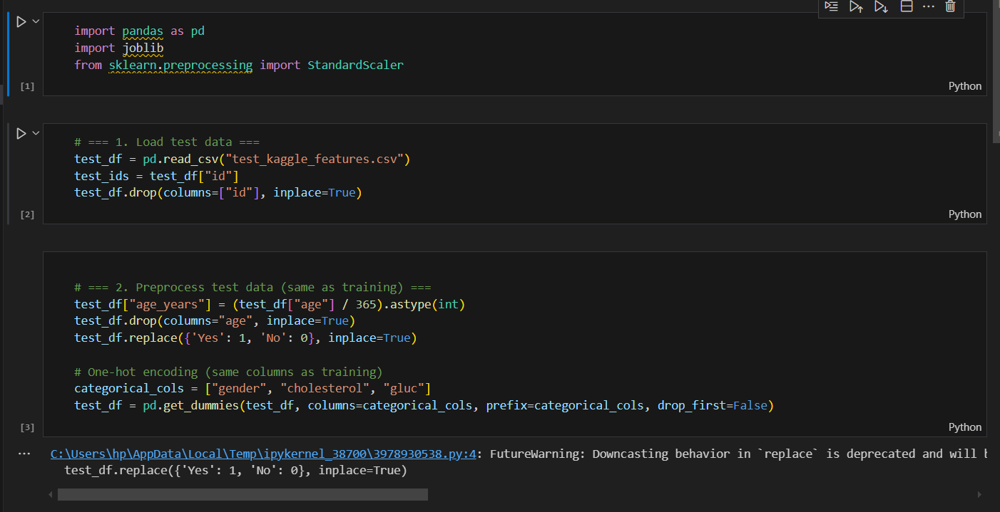 import pandas as pd
import joblib
from sklearn.preprocessing import StandardScaler
[1]
Python
# === 1. Load test data ===
test_df = pd.read_csv("test_kaggle_features.csv")
test_ids = test_df["id"]
test_df.drop(columns=["id"], inplace=True)
[2]
Python
# === 2. Preprocess test data (same as training) ===
test_df["age_years"] = (test_df["age"] / 365).astype(int)
test_df.drop(columns="age", inplace=True)
test_df.replace({'Yes': 1, 'No': 0}, inplace=True)
# One-hot encoding (same columns as training)
categorical_cols = ["gender", "cholesterol", "gluc"]
test_df = pd.get_dummies(test_df, columns=categorical_cols, prefix=categorical_cols, drop_first=False)
[3]
Python
C:\Users\hp\AppData\Local\Temp\ipykernel_38700\3978930538.py:4: FutureWarning: Downcasting behavior in `replace` is deprecated and will
test_df.replace({'Yes': 1, 'No': 0}, inplace=True)